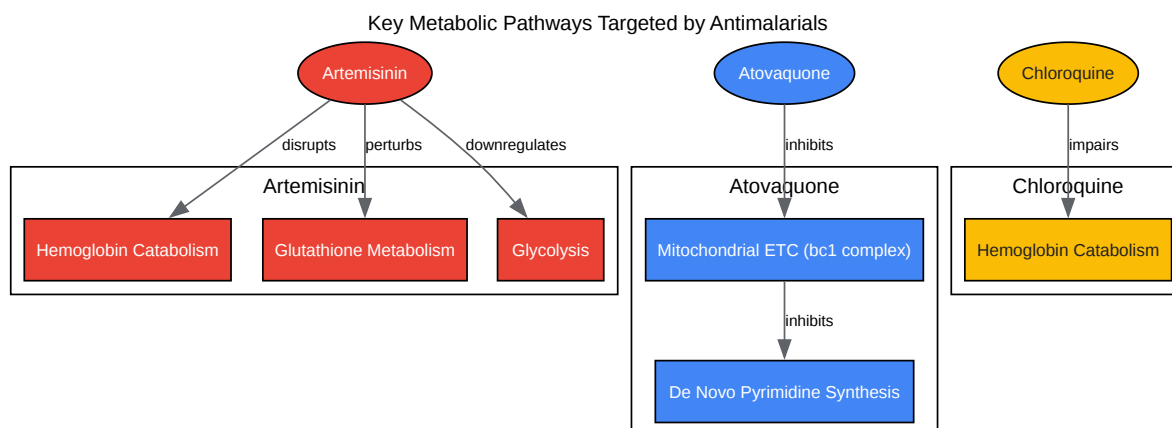 Key Metabolic Pathways Targeted by Antimalarials
Artemisinin
Atovaquone
Chloroquine
disrupts
perturbs
downregulates
inhibits
impairs
Artemisinin
Atovaquone
Chloroquine
Hemoglobin Catabolism
Glutathione Metabolism
Glycolysis
Mitochondrial ETC (bc1 complex)
Hemoglobin Catabolism
inhibits
De Novo Pyrimidine Synthesis